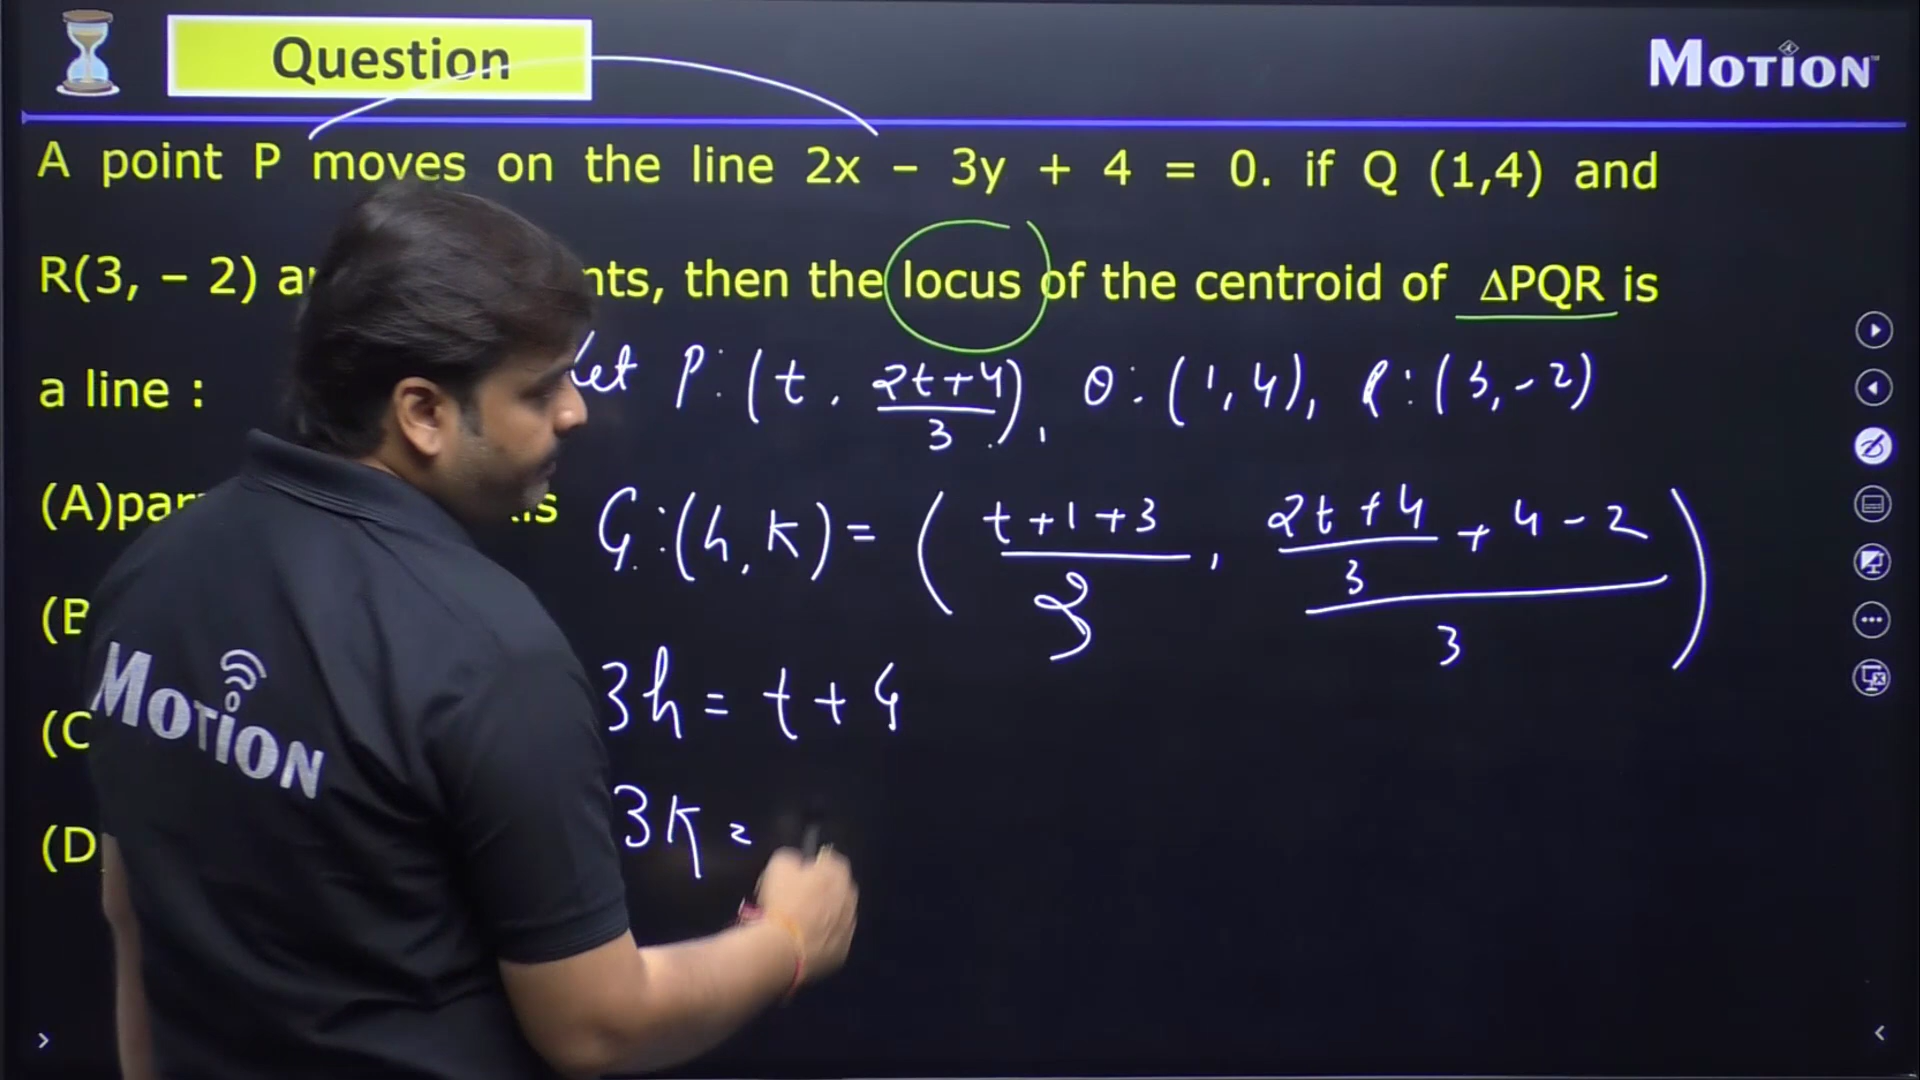 Question
MOTION
A point P moves on the line 2x – 3y + 4 = 0. if Q (1,4) and
R(3, – 2) a nts, then the locus of the centroid of ΔPQR is
a line :
Let P: (t, 2t+4/3), Q: (1, 4), R: (3, -2)
(A)par is
G: (h, k) = (t+1+3/3, 2t+4/3 + 4 - 2/3)
(B
3h = t + 4
(C
MOTION
3k =
(D